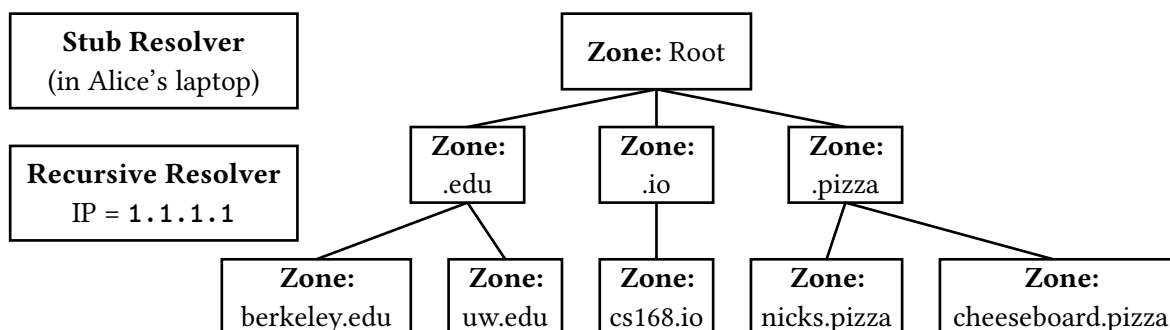 Stub Resolver
(in Alice's laptop)
Zone: Root
Recursive Resolver
IP = 1.1.1.1
Zone:
.edu
Zone:
.io
Zone:
.pizza
Zone:
berkeley.edu
Zone:
uw.edu
Zone:
cs168.io
Zone:
nicks.pizza
Zone:
cheeseboard.pizza